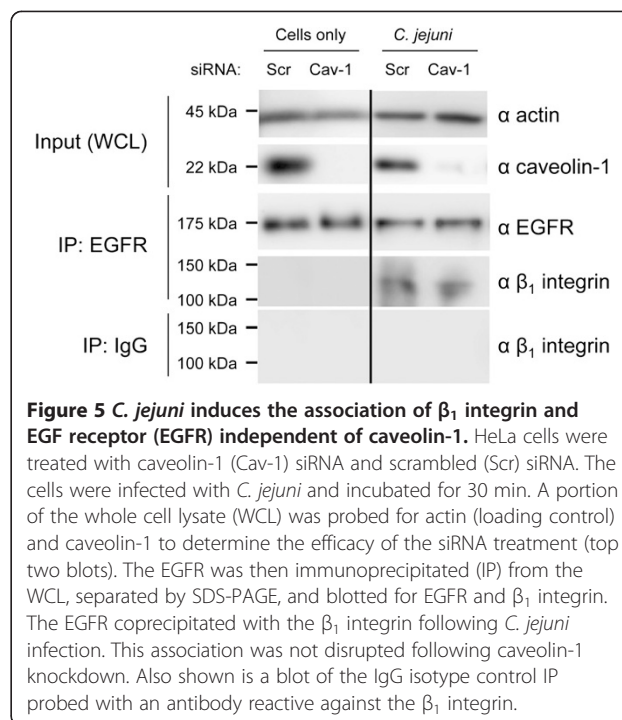 Cells only C. jejuni
siRNA: Scr Cav-1 Scr Cav-1
Input (WCL)
45 kDa α actin
22 kDa α caveolin-1
IP: EGFR
175 kDa α EGFR
150 kDa
100 kDa α β₁ integrin
IP: IgG
150 kDa
100 kDa α β₁ integrin
Figure 5 C. jejuni induces the association of β₁ integrin and
EGF receptor (EGFR) independent of caveolin-1. HeLa cells were
treated with caveolin-1 (Cav-1) siRNA and scrambled (Scr) siRNA. The
cells were infected with C. jejuni and incubated for 30 min. A portion
of the whole cell lysate (WCL) was probed for actin (loading control)
and caveolin-1 to determine the efficacy of the siRNA treatment (top
two blots). The EGFR was then immunoprecipitated (IP) from the
WCL, separated by SDS-PAGE, and blotted for EGFR and β₁ integrin.
The EGFR coprecipitated with the β₁ integrin following C. jejuni
infection. This association was not disrupted following caveolin-1
knockdown. Also shown is a blot of the IgG isotype control IP
probed with an antibody reactive against the β₁ integrin.